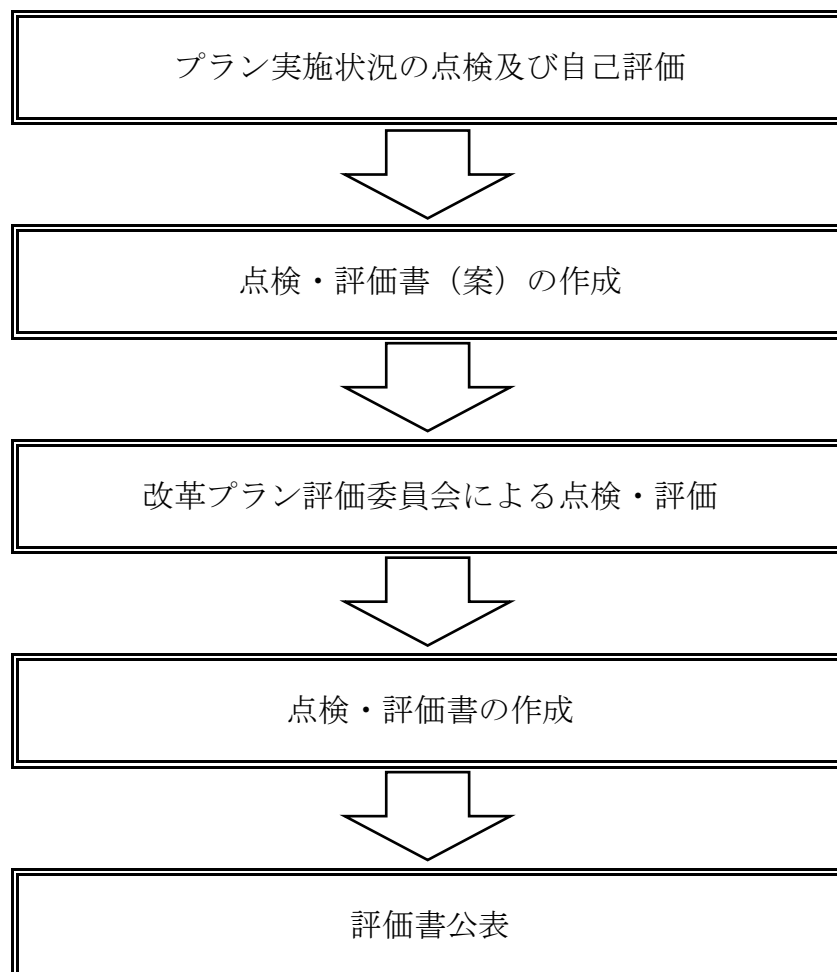 プラン実施状況の点検及び自己評価
点検・評価書（案）の作成
改革プラン評価委員会による点検・評価
点検・評価書の作成
評価書公表